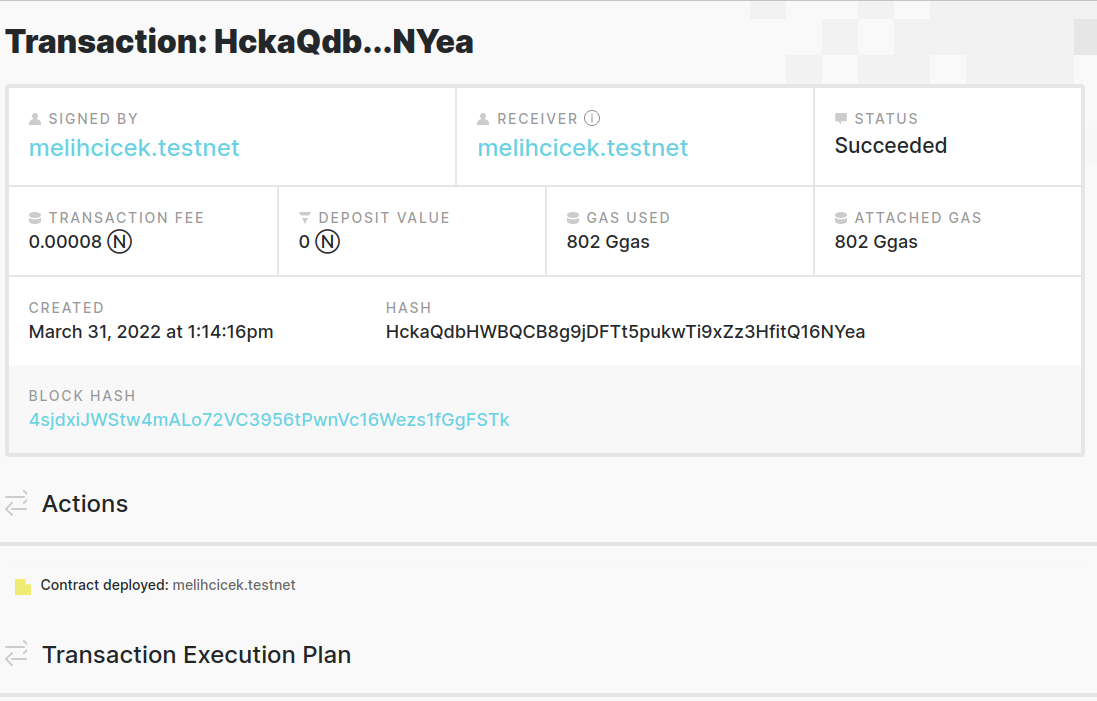 Transaction: HckaQdb...NYea
SIGNED BY
melihcicek.testnet
RECEIVER
melihcicek.testnet
STATUS
Succeeded
TRANSACTION FEE
0.00008 Ⓝ
DEPOSIT VALUE
0 Ⓝ
GAS USED
802 Ggas
ATTACHED GAS
802 Ggas
CREATED
March 31, 2022 at 1:14:16pm
HASH
HckaQdbHWBQCB8g9jDFTt5pukwTi9xZz3HfitQ16NYea
BLOCK HASH
4sjdxiJWStw4mALo72VC3956tPwnVc16Wezs1fGgFSTk
Actions
Contract deployed: melihcicek.testnet
Transaction Execution Plan